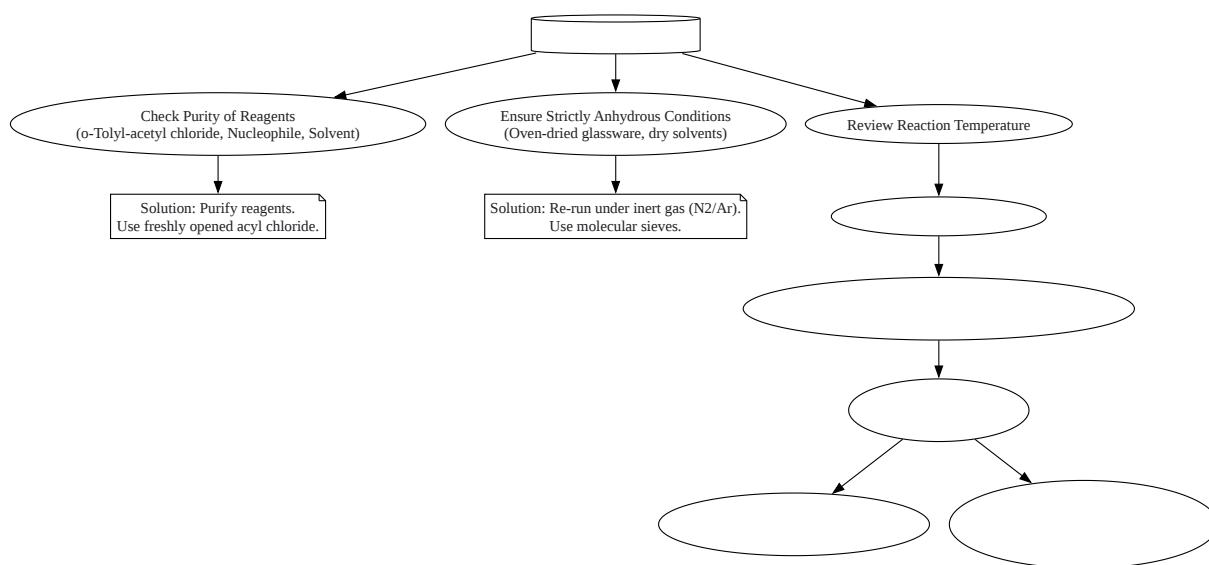 Check Purity of Reagents
(o-Tolyl-acetyl chloride, Nucleophile, Solvent)
Ensure Strictly Anhydrous Conditions
(Oven-dried glassware, dry solvents)
Review Reaction Temperature
Solution: Purify reagents.
Use freshly opened acyl chloride.
Solution: Re-run under inert gas (N2/Ar).
Use molecular sieves.